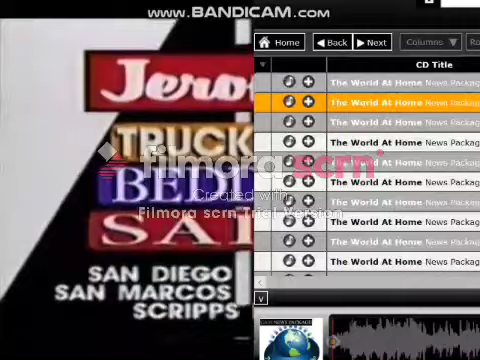 www.BANDICAM.com
Home
Back
Next
Columns
CD Title
Jero
TRUCK
SAN DIEGO
SAN MARCOS
SCRIPPS
filmora scrn
Created with
Filmora scrn Trial Version
The World At Home News Packag
The World At Home News Packag
The World At Home News Packag
The World At Home News Packag
The World At Home News Packag
The World At Home News Packag
The World At Home News Packag
The World At Home News Packag
The World At Home News Packag
The World At Home News Packag